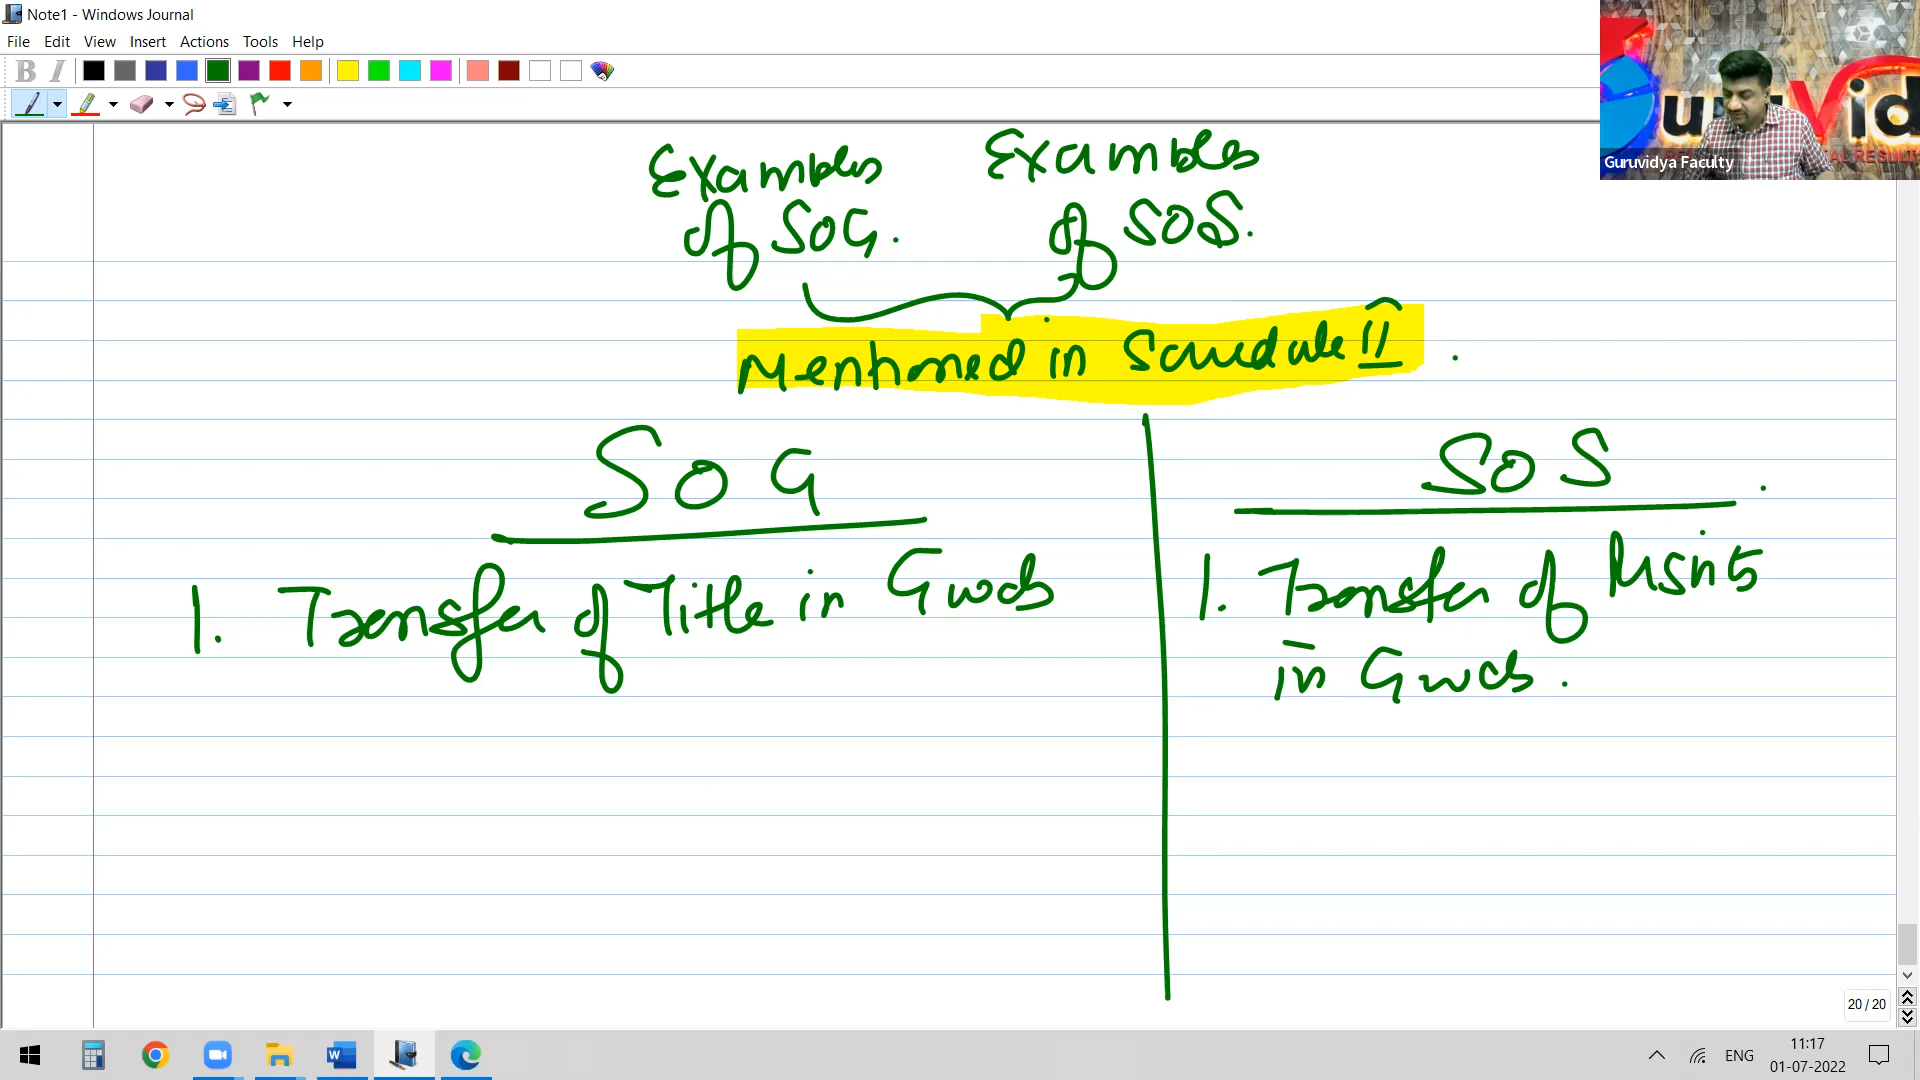 Note1 - Windows Journal
File Edit View Insert Actions Tools Help
B I
Guruvidya Faculty
Examples
of SOG.
Examples
of SOS.
Mentioned in Schedule II .
SOG
SOS
1. Transfer of Title in Goods
1. Transfer of Rights
in Goods.
20 / 20
ENG
11:17
01-07-2022